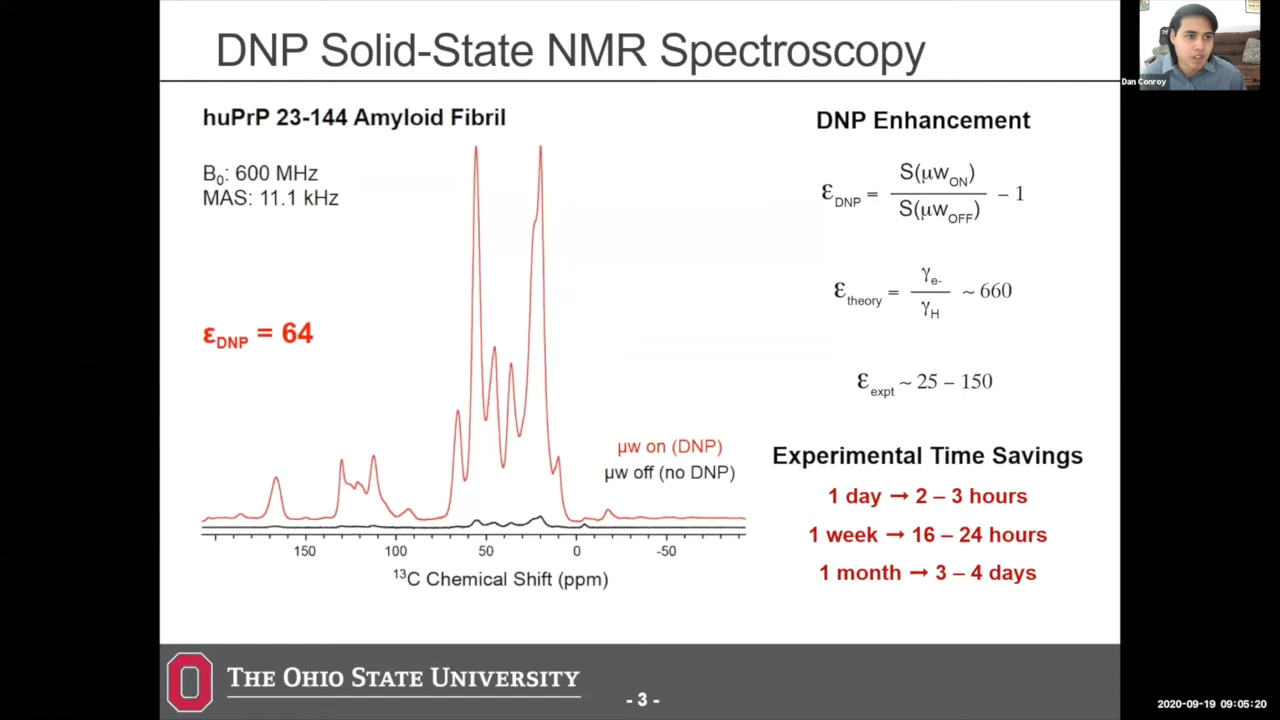 DNP Solid-State NMR Spectroscopy
Dan Conroy
huPrP 23-144 Amyloid Fibril
B0: 600 MHz
MAS: 11.1 kHz
εDNP = 64
μw on (DNP)
μw off (no DNP)
150 100 50 0 -50
13C Chemical Shift (ppm)
DNP Enhancement
εDNP = S(μwON) / S(μwOFF) – 1
εtheory = γe- / γH ~ 660
εexpt ~ 25 – 150
Experimental Time Savings
1 day → 2 – 3 hours
1 week → 16 – 24 hours
1 month → 3 – 4 days
THE OHIO STATE UNIVERSITY
- 3 -
2020-09-19 09:05:20